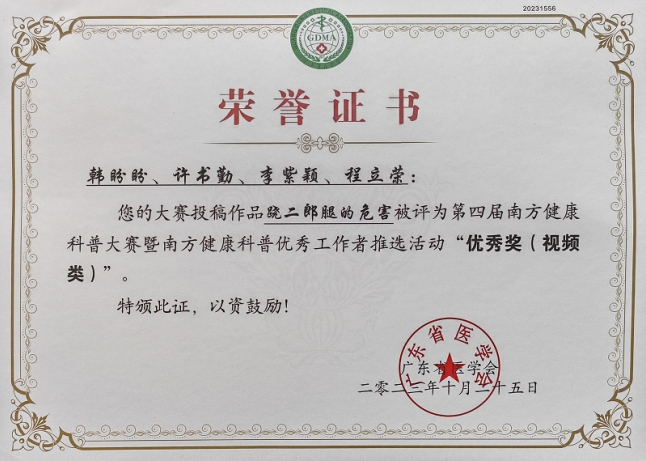 20231556
GDMA
荣誉证书
韩盼盼、许书勤、李紫颖、程立荣：
您的大赛投稿作品跷二郎腿的危害被评为第四届南方健康
科普大赛暨南方健康科普优秀工作者推选活动“优秀奖（视频
类）”。
特颁此证，以资鼓励！
广东省医学会
广东省医学会
二〇二三年十月二十五日